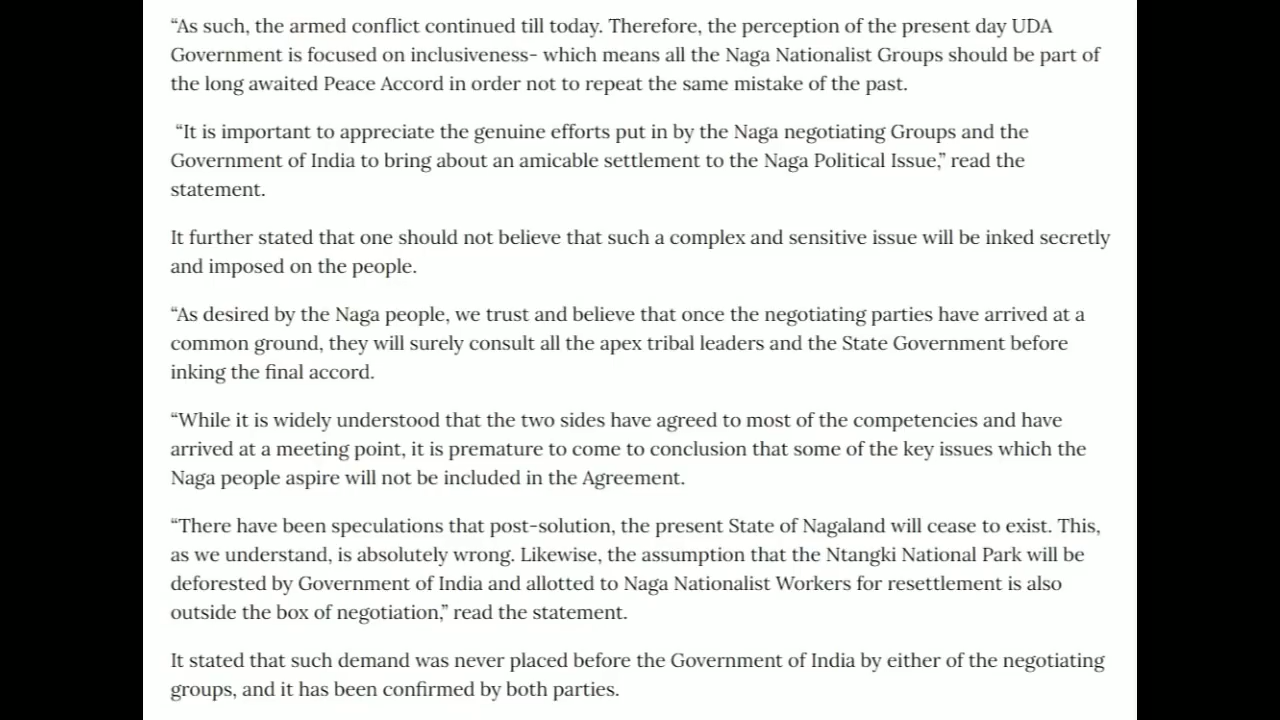 “As such, the armed conflict continued till today. Therefore, the perception of the present day UDA
Government is focused on inclusiveness- which means all the Naga Nationalist Groups should be part of
the long awaited Peace Accord in order not to repeat the same mistake of the past.
“It is important to appreciate the genuine efforts put in by the Naga negotiating Groups and the
Government of India to bring about an amicable settlement to the Naga Political Issue,” read the
statement.
It further stated that one should not believe that such a complex and sensitive issue will be inked secretly
and imposed on the people.
“As desired by the Naga people, we trust and believe that once the negotiating parties have arrived at a
common ground, they will surely consult all the apex tribal leaders and the State Government before
inking the final accord.
“While it is widely understood that the two sides have agreed to most of the competencies and have
arrived at a meeting point, it is premature to come to conclusion that some of the key issues which the
Naga people aspire will not be included in the Agreement.
“There have been speculations that post-solution, the present State of Nagaland will cease to exist. This,
as we understand, is absolutely wrong. Likewise, the assumption that the Ntangki National Park will be
deforested by Government of India and allotted to Naga Nationalist Workers for resettlement is also
outside the box of negotiation,” read the statement.
It stated that such demand was never placed before the Government of India by either of the negotiating
groups, and it has been confirmed by both parties.